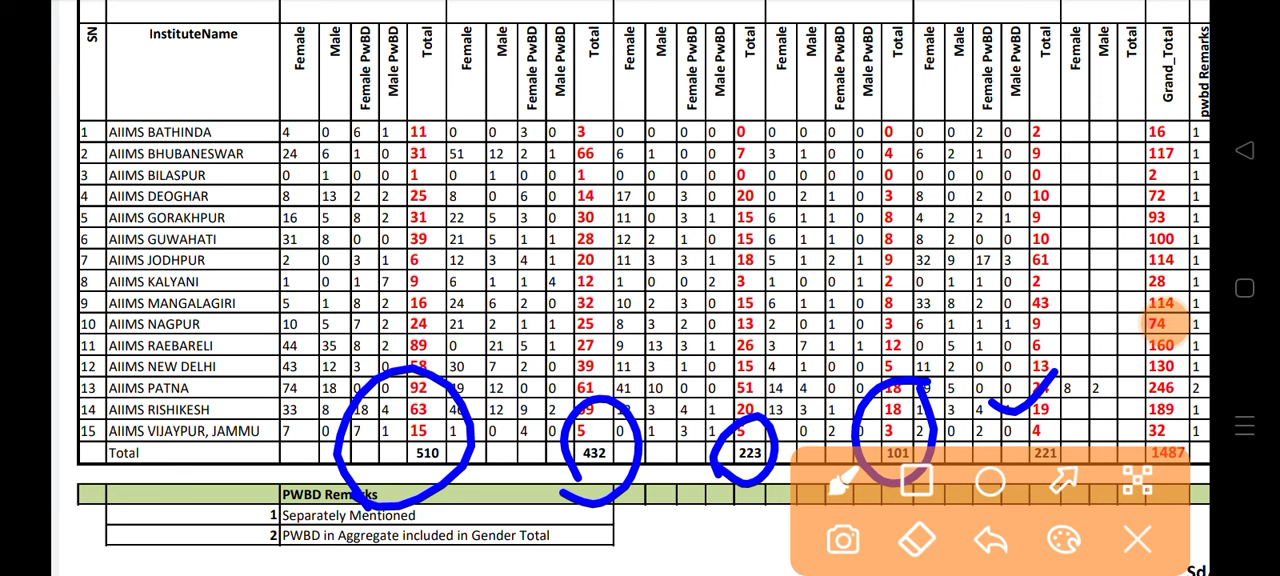 SN InstituteName Female Male Female PwBD Male PwBD Total Female Male Female PwBD Male PwBD Total Female Male Female PwBD Male PwBD Total Female Male Female PwBD Male PwBD Total Female Male Female PwBD Male PwBD Total Female Male Total Grand_Total pwbd Remarks
1 AIIMS BATHINDA 4 0 6 1 11 0 0 3 0 3 0 0 0 0 0 0 0 0 0 0 0 0 2 0 2 16 1
2 AIIMS BHUBANESWAR 24 6 1 0 31 51 12 2 1 66 6 1 0 0 7 3 1 0 0 4 6 2 1 0 9 117 1
3 AIIMS BILASPUR 0 1 0 0 1 0 1 0 0 1 0 0 0 0 0 0 0 0 0 0 0 0 0 0 0 2 1
4 AIIMS DEOGHAR 8 13 2 2 25 8 0 6 0 14 17 0 3 0 20 0 2 1 0 3 8 0 2 0 10 72 1
5 AIIMS GORAKHPUR 16 5 8 2 31 22 5 3 0 30 11 0 3 1 15 6 1 1 0 8 4 2 2 1 9 93 1
6 AIIMS GUWAHATI 31 8 0 0 39 21 5 1 1 28 12 2 1 0 15 6 1 1 0 8 8 2 0 0 10 100 1
7 AIIMS JODHPUR 2 0 3 1 6 12 3 4 1 20 11 3 3 1 18 5 1 2 1 9 32 9 17 3 61 114 1
8 AIIMS KALYANI 1 0 1 7 9 6 1 1 4 12 1 0 0 2 3 1 0 0 1 2 0 1 1 0 2 28 1
9 AIIMS MANGALAGIRI 5 1 8 2 16 24 6 2 0 32 10 2 3 0 15 6 1 1 0 8 33 8 2 0 43 114 1
10 AIIMS NAGPUR 10 5 7 2 24 21 2 1 1 25 8 3 2 0 13 2 0 1 0 3 6 1 1 1 9 74 1
11 AIIMS RAEBARELI 44 35 8 2 89 0 21 5 1 27 9 13 3 1 26 3 7 1 1 12 0 5 1 0 6 160 1
12 AIIMS NEW DELHI 43 12 3 0 58 30 7 2 0 39 11 3 1 0 15 4 1 0 0 5 11 2 0 0 13 130 1
13 AIIMS PATNA 74 18 0 0 92 12 0 0 61 41 10 0 0 51 14 4 0 0 18 5 0 0 8 2 246 2
14 AIIMS RISHIKESH 33 8 18 4 63 12 9 2 3 4 1 20 13 3 1 18 3 4 19 189 1
15 AIIMS VIJAYPUR, JAMMU 7 0 7 1 15 1 0 4 0 5 0 1 3 1 5 0 2 0 3 2 0 2 0 4 32 1
Total 510 432 223 101 221 1487
PWBD Remarks
1 Separately Mentioned
2 PWBD in Aggregate included in Gender Total